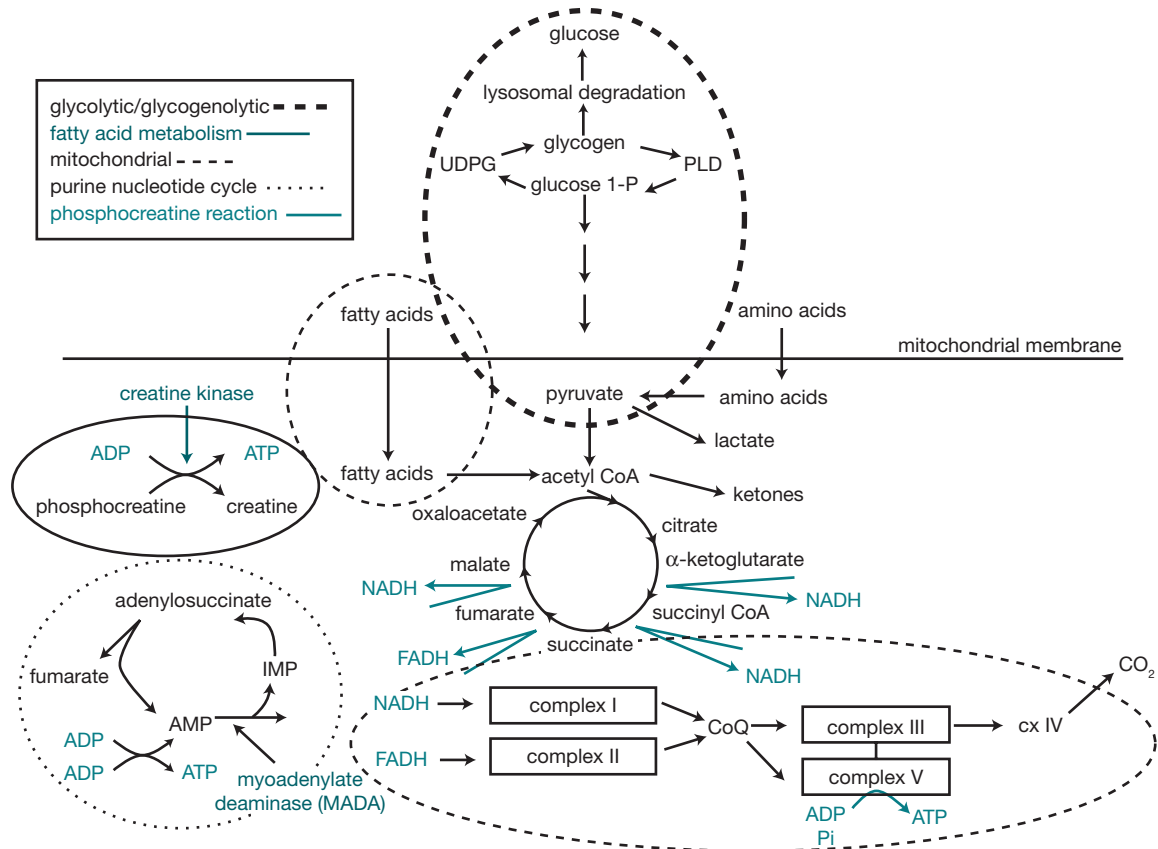 glucose
lysosomal degradation
glycogen
UDPG
PLD
glucose 1-P
glycolytic/glycogenolytic
fatty acid metabolism
mitochondrial
purine nucleotide cycle
phosphocreatine reaction
fatty acids
amino acids
mitochondrial membrane
creatine kinase
pyruvate
amino acids
lactate
ADP
ATP
phosphocreatine
creatine
fatty acids
acetyl CoA
ketones
oxaloacetate
citrate
malate
α-ketoglutarate
NADH
NADH
fumarate
succinyl CoA
succinate
FADH
NADH
adenylosuccinate
fumarate
IMP
AMP
ADP
ADP
ATP
myoadenylate
deaminase (MADA)
NADH
complex I
FADH
complex II
CoQ
complex III
cx IV
CO2
complex V
ADP
Pi
ATP